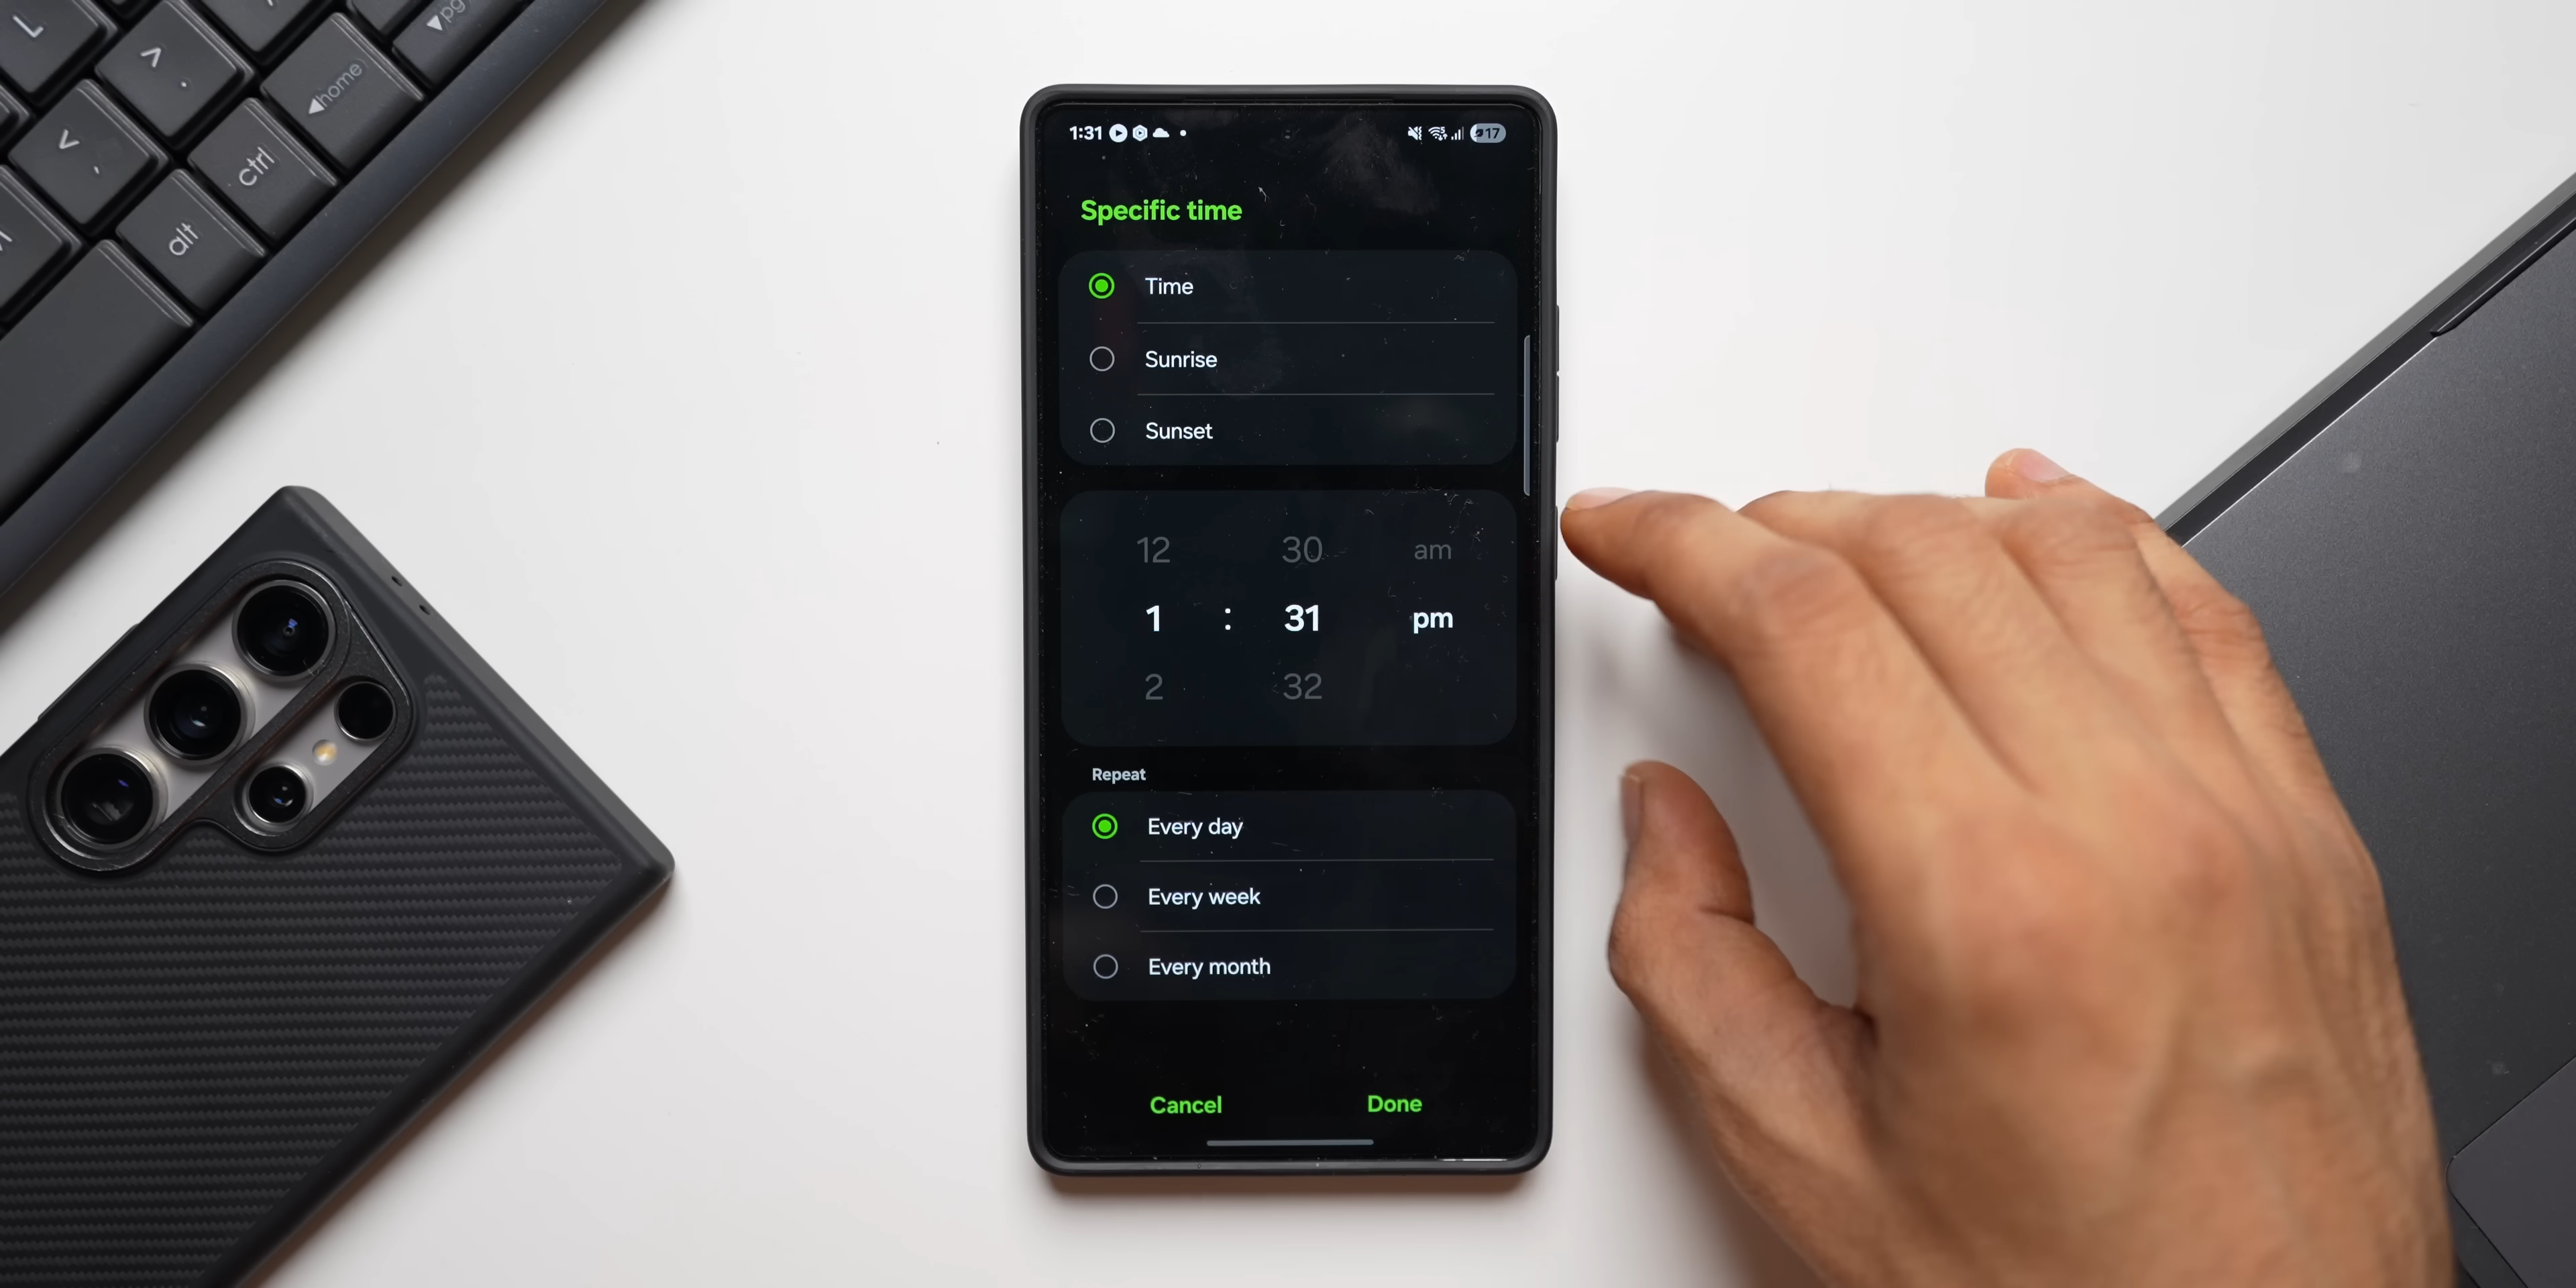 L
^ .
◀home
▼pg
v ,
ctrl
alt
1:31
17
Specific time
Time
Sunrise
Sunset
12 30 am
1 : 31 pm
2 32
Repeat
Every day
Every week
Every month
Cancel Done